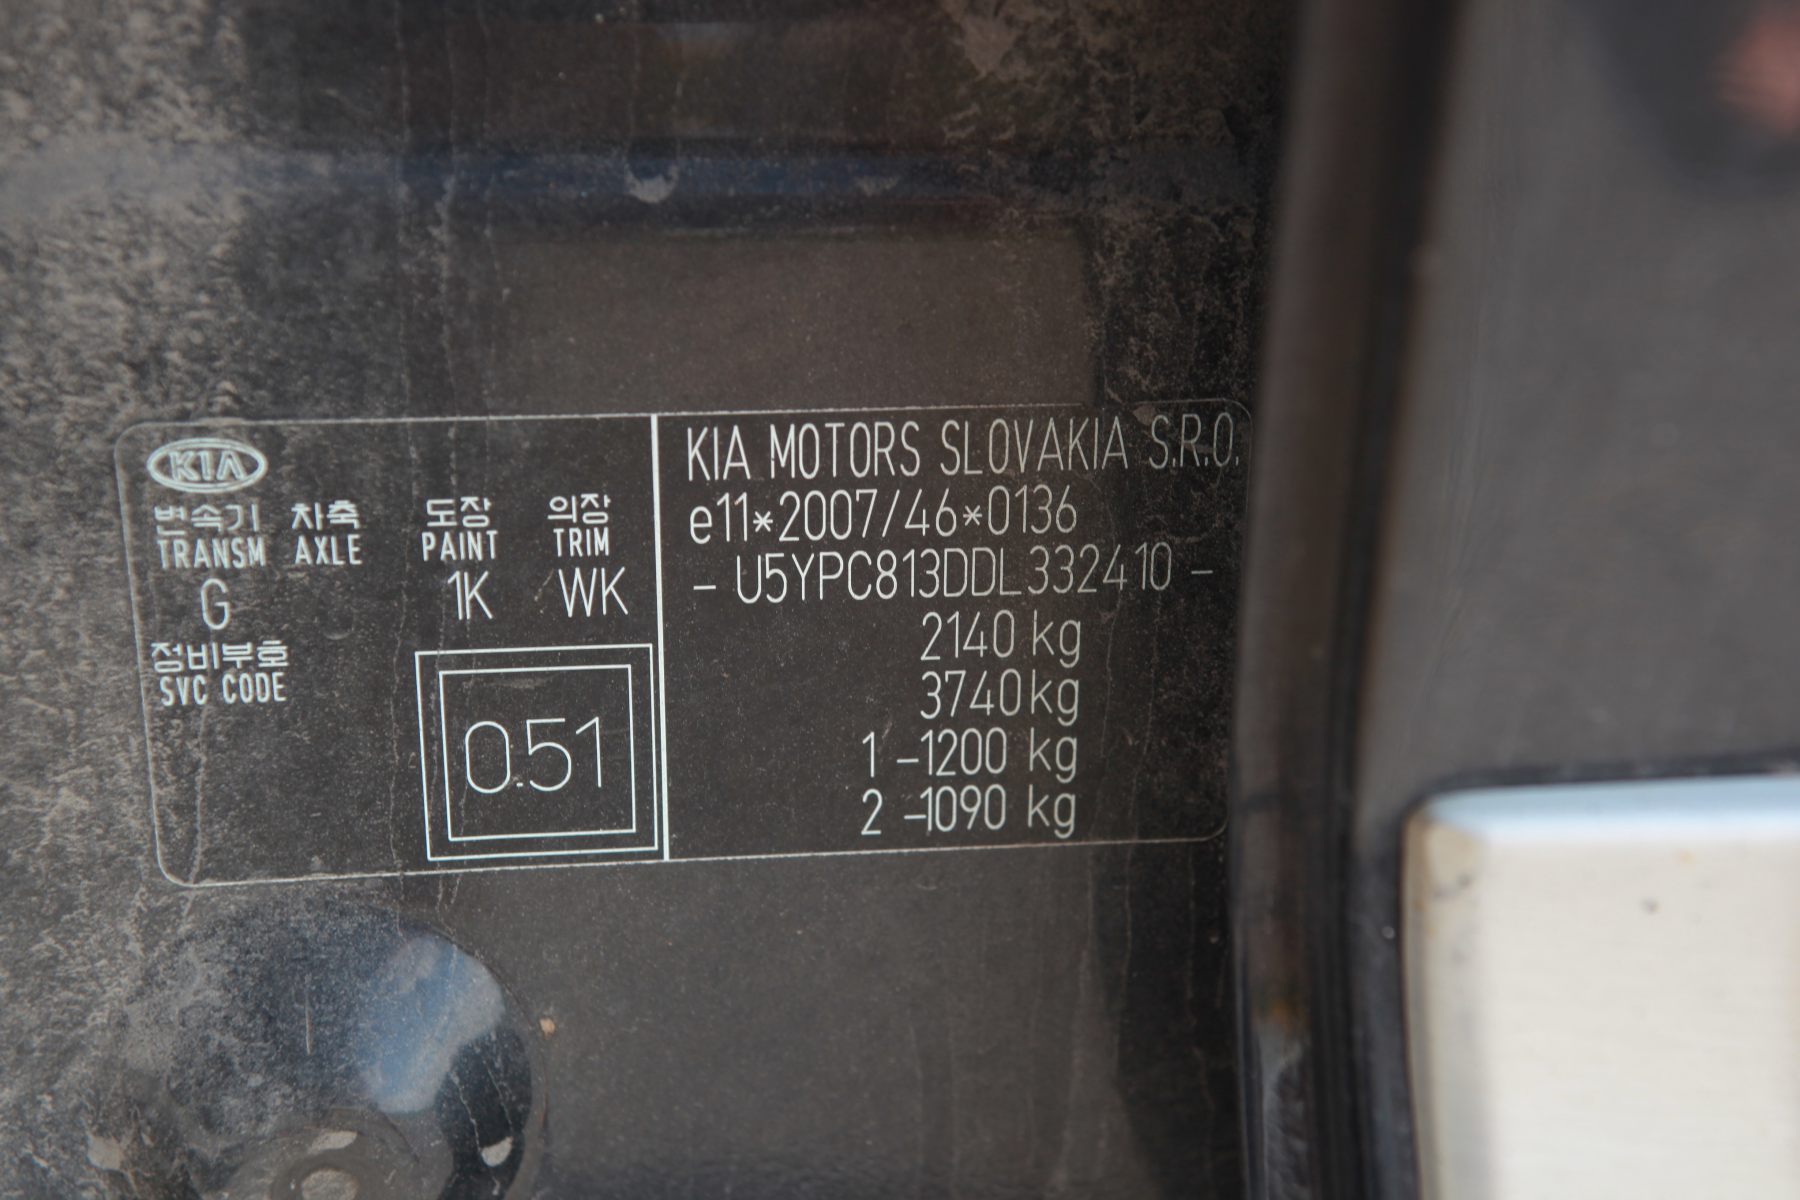 KIA
변속기 차축 도장 의장
TRANSM AXLE PAINT TRIM
G 1K WK
정비부호
SVC CODE
0.51
KIA MOTORS SLOVAKIA S.R.O.
e11*2007/46*0136
- U5YPC813DDL332410 -
2140 kg
3740 kg
1 -1200 kg
2 -1090 kg